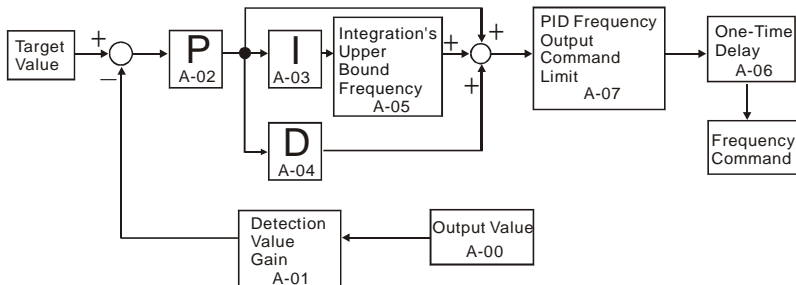 Target
Value
+
−
P
A-02
I
A-03
Integration's
Upper
Bound
Frequency
A-05
D
A-04
+
+
+
PID Frequency
Output
Command
Limit
A-07
One-Time
Delay
A-06
Frequency
Command
Detection
Value
Gain
A-01
Output Value
A-00